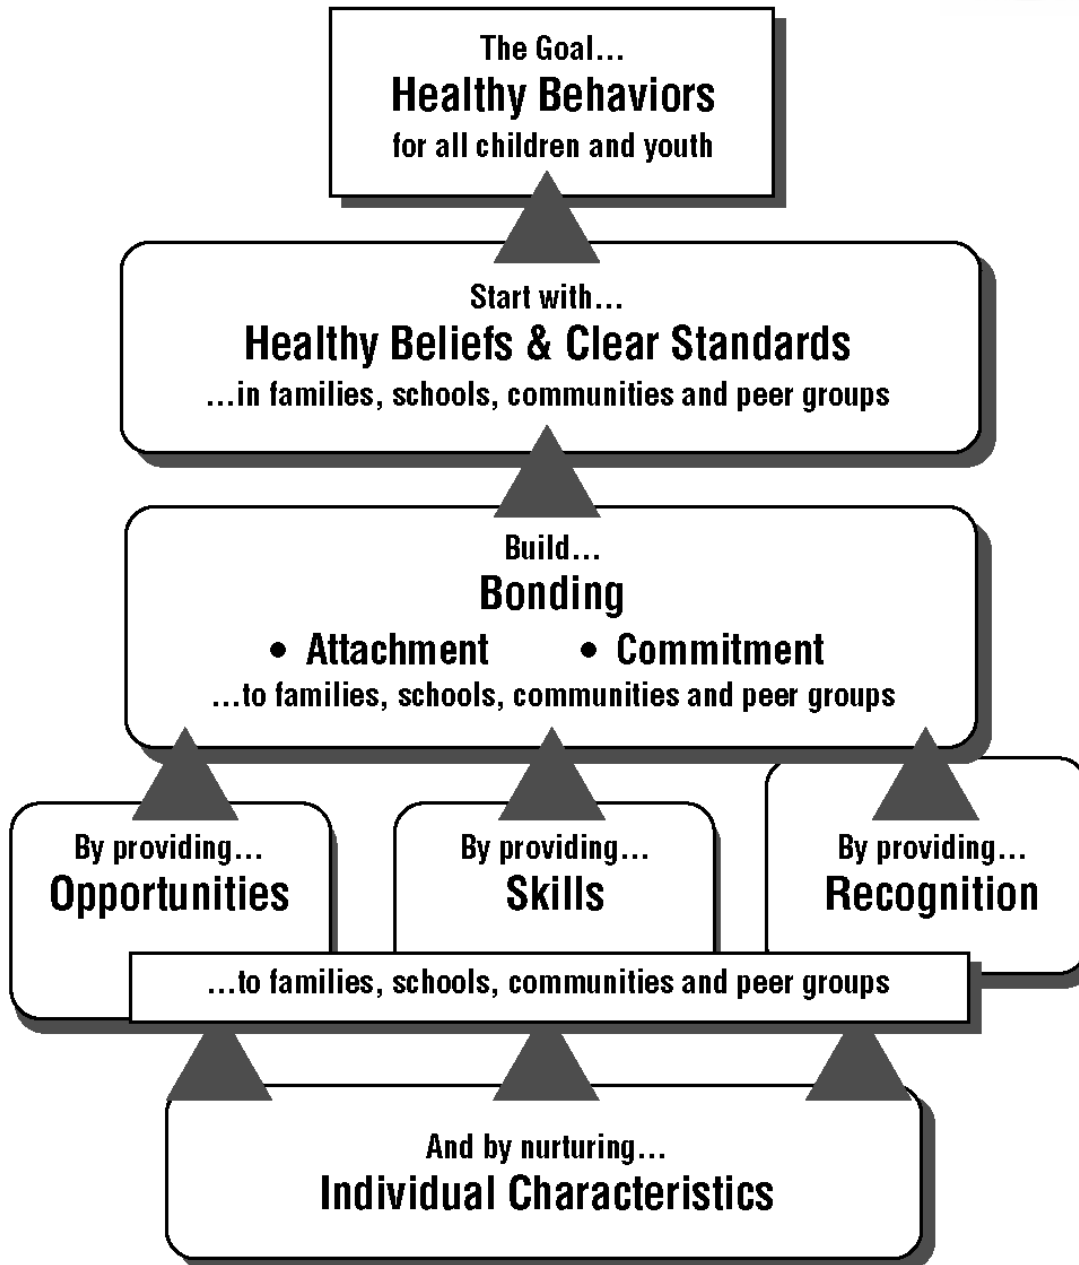 The Goal…
Healthy Behaviors
for all children and youth
Start with…
Healthy Beliefs & Clear Standards
…in families, schools, communities and peer groups
Build…
Bonding
• Attachment • Commitment
…to families, schools, communities and peer groups
By providing…
Opportunities
By providing…
Skills
By providing…
Recognition
…to families, schools, communities and peer groups
And by nurturing…
Individual Characteristics